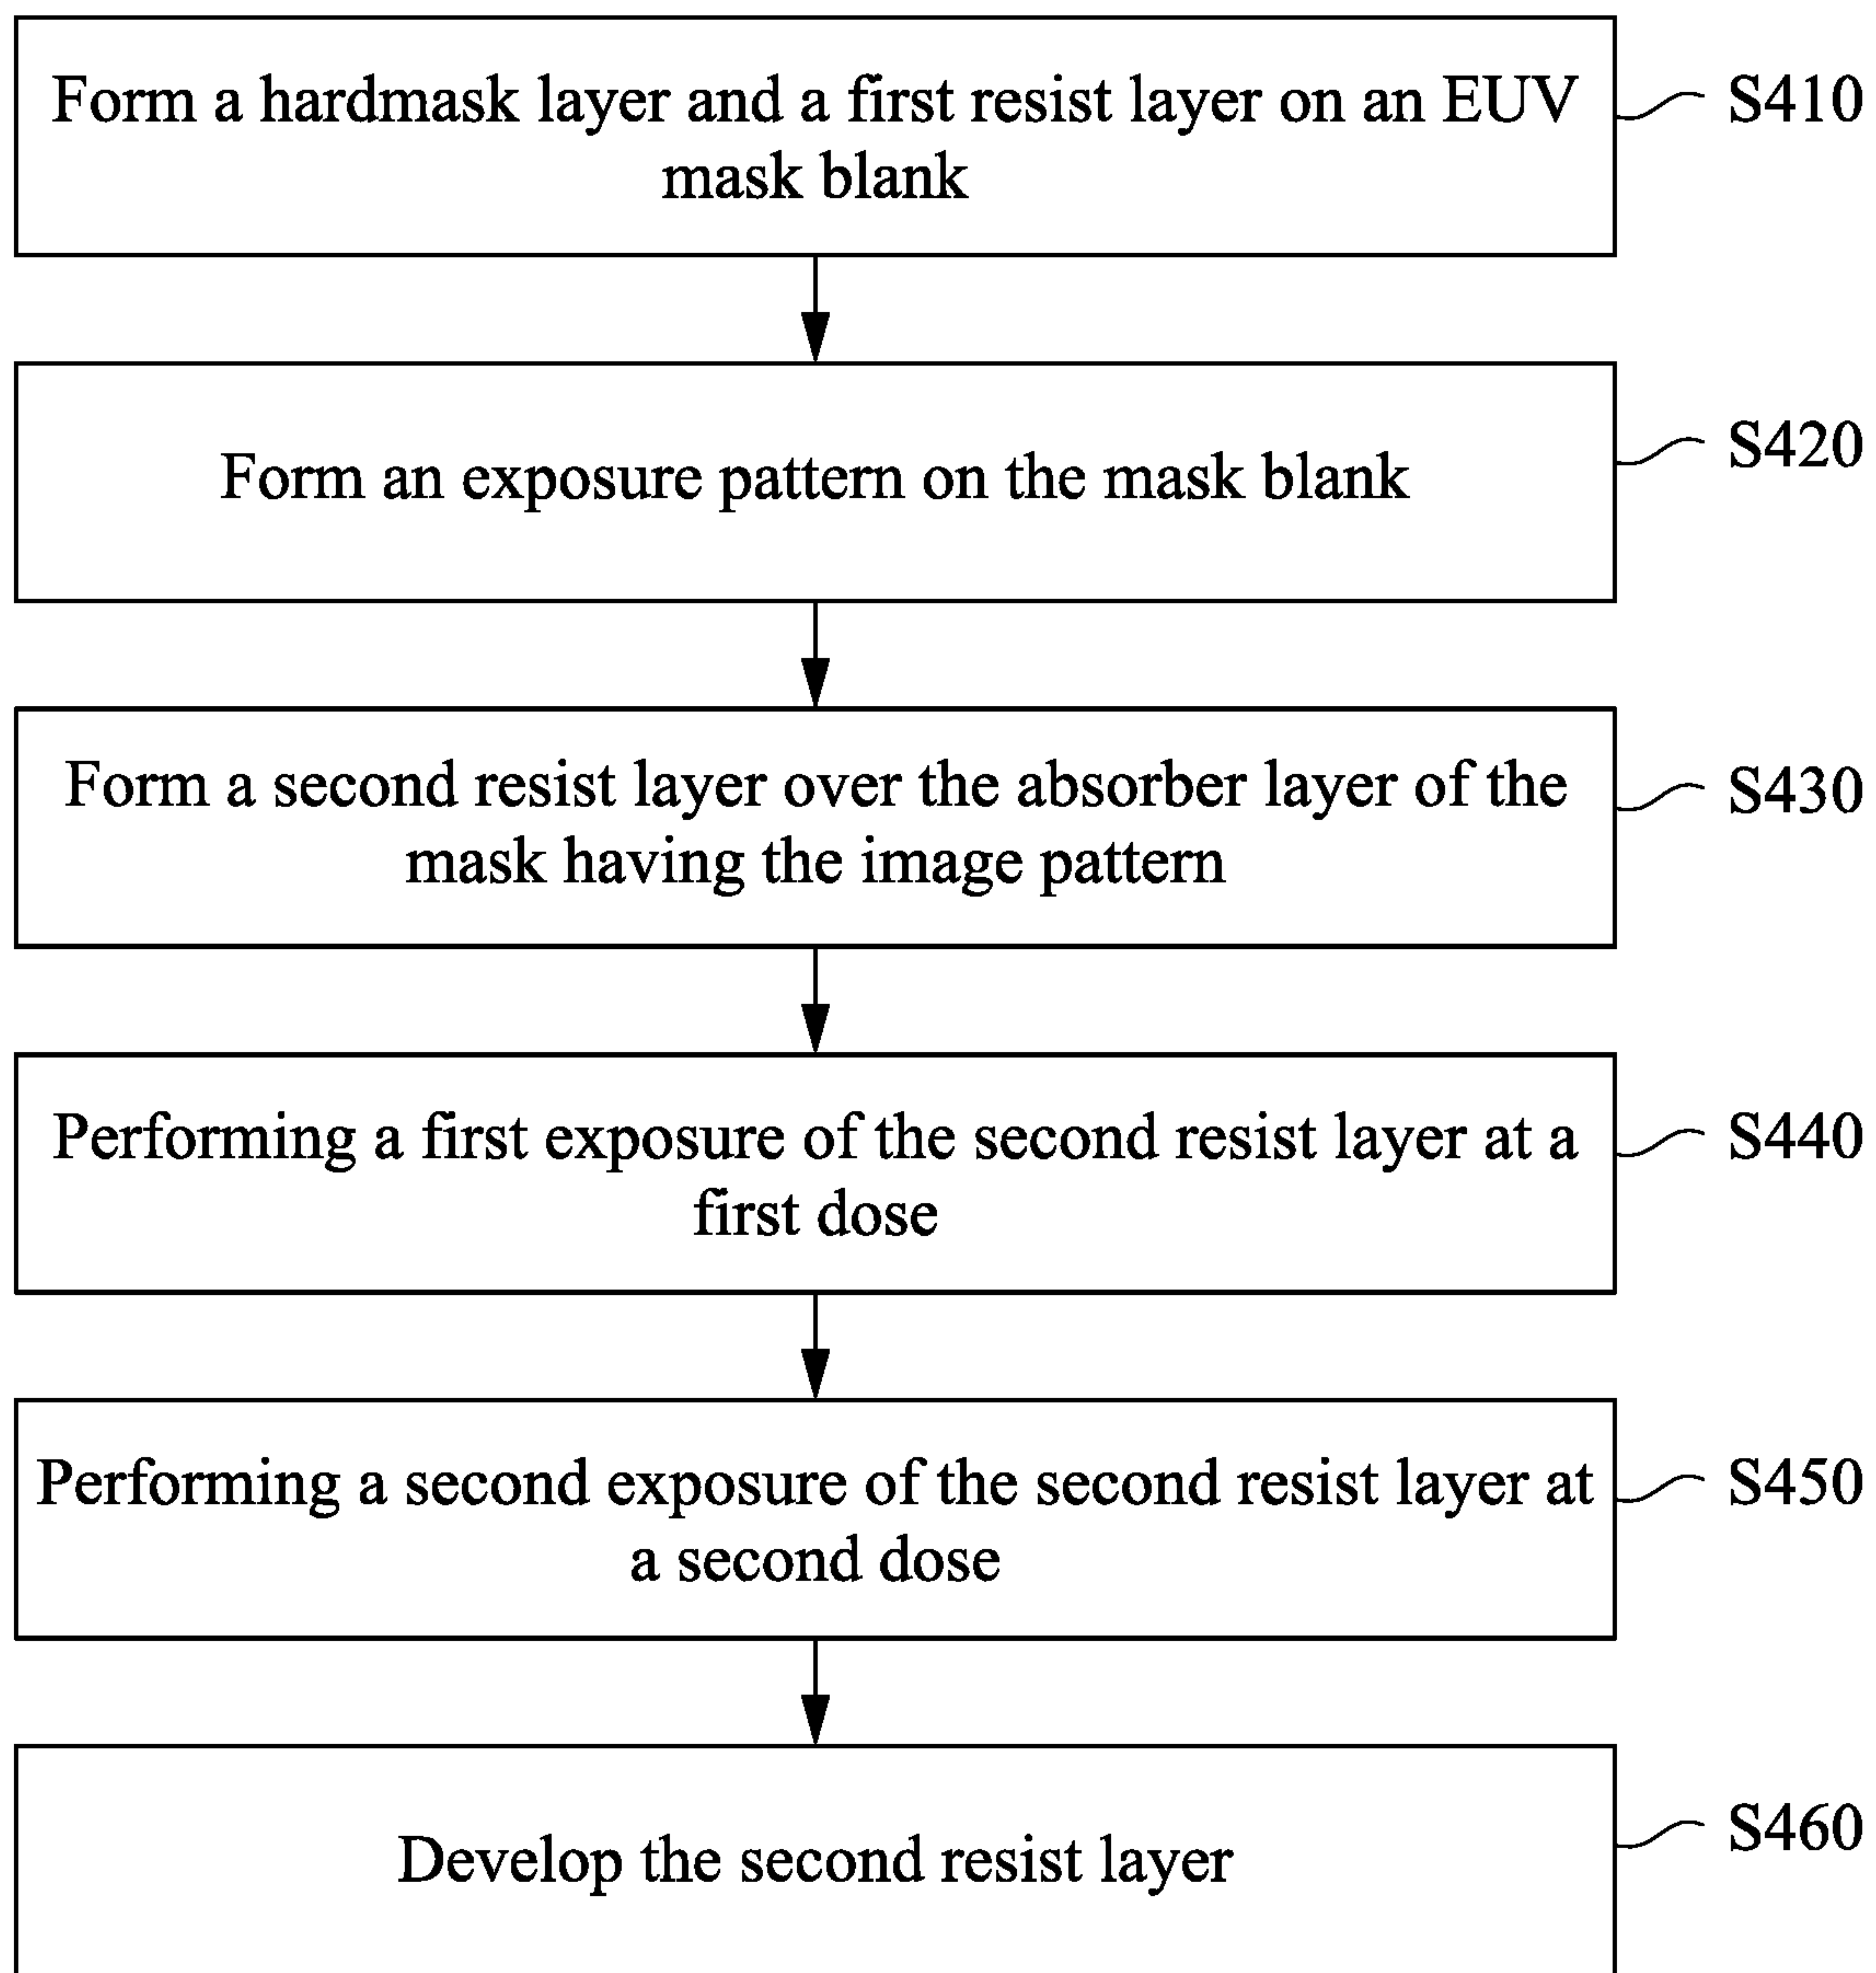 Form a hardmask layer and a first resist layer on an EUV
mask blank
S410
Form an exposure pattern on the mask blank
S420
Form a second resist layer over the absorber layer of the
mask having the image pattern
S430
Performing a first exposure of the second resist layer at a
first dose
S440
Performing a second exposure of the second resist layer at
a second dose
S450
Develop the second resist layer
S460